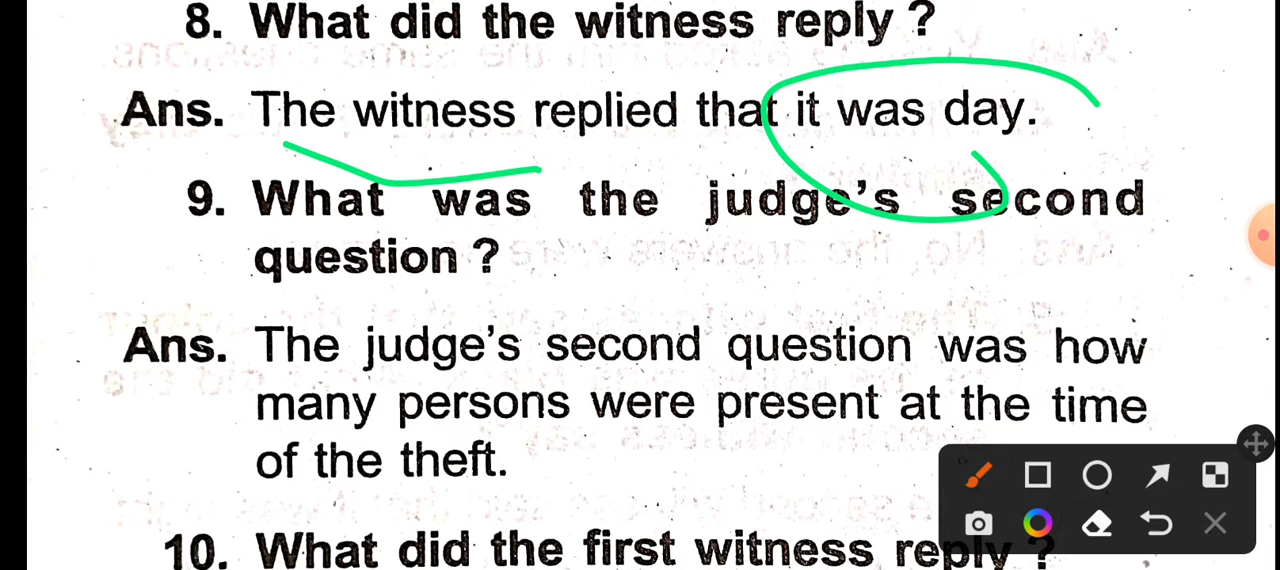 8. What did the witness reply ?
Ans. The witness replied that it was day.
9. What was the judge's second
question ?
Ans. The judge's second question was how
many persons were present at the time
of the theft.
10. What did the first witness reply ?